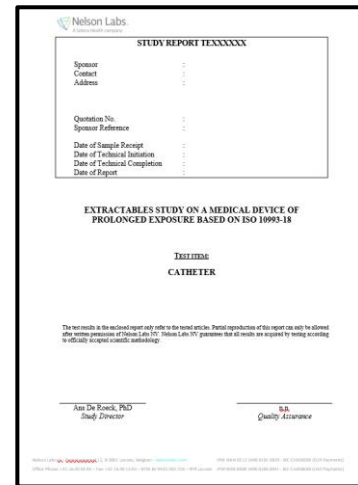 Nelson Labs.
A Sotera Health company
STUDY REPORT TEXXXXXX
Sponsor :
Contact :
Address :
Quotation No. :
Sponsor Reference :
Date of Sample Receipt :
Date of Technical Initiation :
Date of Technical Completion :
Date of Report :
EXTRACTABLES STUDY ON A MEDICAL DEVICE OF
PROLONGED EXPOSURE BASED ON ISO 10993-18
TEST ITEM:
CATHETER
The test results in the enclosed report only refer to the tested articles. Partial reproduction of this report can only be allowed
after written permission of Nelson Labs NV. Nelson Labs NV guarantees that all results are acquired by testing according
to officially accepted scientific methodology.
Ans De Roeck, PhD
Study Director
n.n.
Quality Assurance
Nelson Labs